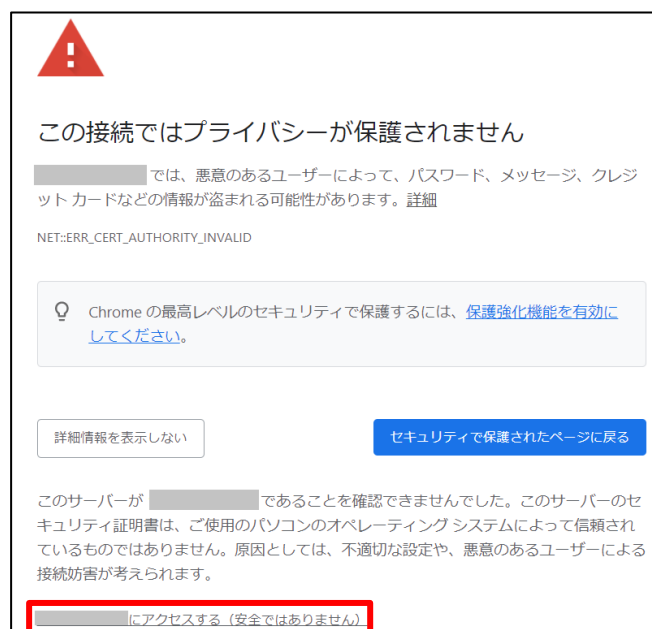 この接続ではプライバシーが保護されません
では、悪意のあるユーザーによって、パスワード、メッセージ、クレジ
ット カードなどの情報が盗まれる可能性があります。詳細
NET::ERR_CERT_AUTHORITY_INVALID
Chrome の最高レベルのセキュリティで保護するには、保護強化機能を有効に
してください。
詳細情報を表示しない
セキュリティで保護されたページに戻る
このサーバーが であることを確認できませんでした。このサーバーのセ
キュリティ証明書は、ご使用のパソコンのオペレーティング システムによって信頼され
ているものではありません。原因としては、不適切な設定や、悪意のあるユーザーによる
接続妨害が考えられます。
にアクセスする（安全ではありません）